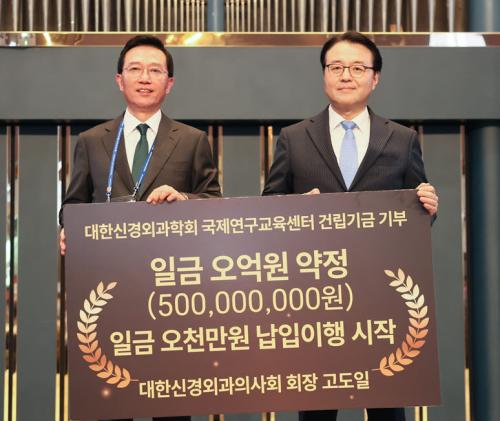 대한신경외과학회 국제연구교육센터 건립기금 기부
일금 오억원 약정
(500,000,000원)
일금 오천만원 납입이행 시작
대한신경외과의사회 회장 고도일